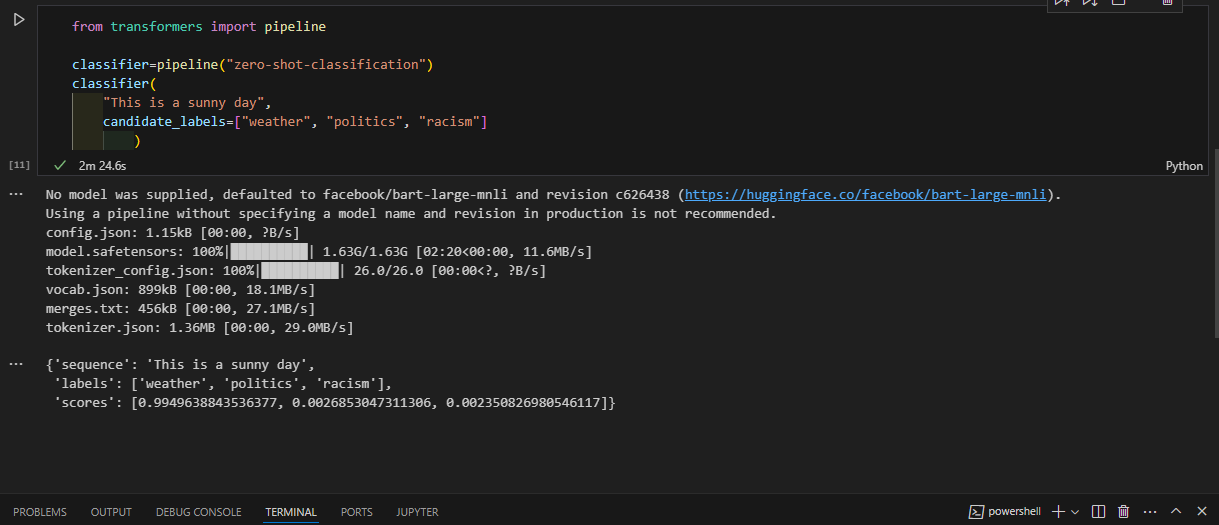 from transformers import pipeline
classifier=pipeline("zero-shot-classification")
classifier(
"This is a sunny day",
candidate_labels=["weather", "politics", "racism"]
)
[11]
2m 24.6s
Python
No model was supplied, defaulted to facebook/bart-large-mnli and revision c626438 (https://huggingface.co/facebook/bart-large-mnli).
Using a pipeline without specifying a model name and revision in production is not recommended.
config.json: 1.15kB [00:00, ?B/s]
model.safetensors: 100%|██████████| 1.63G/1.63G [02:20<00:00, 11.6MB/s]
tokenizer_config.json: 100%|██████████| 26.0/26.0 [00:00<?, ?B/s]
vocab.json: 899kB [00:00, 18.1MB/s]
merges.txt: 456kB [00:00, 27.1MB/s]
tokenizer.json: 1.36MB [00:00, 29.0MB/s]
{'sequence': 'This is a sunny day',
'labels': ['weather', 'politics', 'racism'],
'scores': [0.9949638843536377, 0.0026853047311306, 0.002350826980546117]}
PROBLEMS OUTPUT DEBUG CONSOLE TERMINAL PORTS JUPYTER powershell